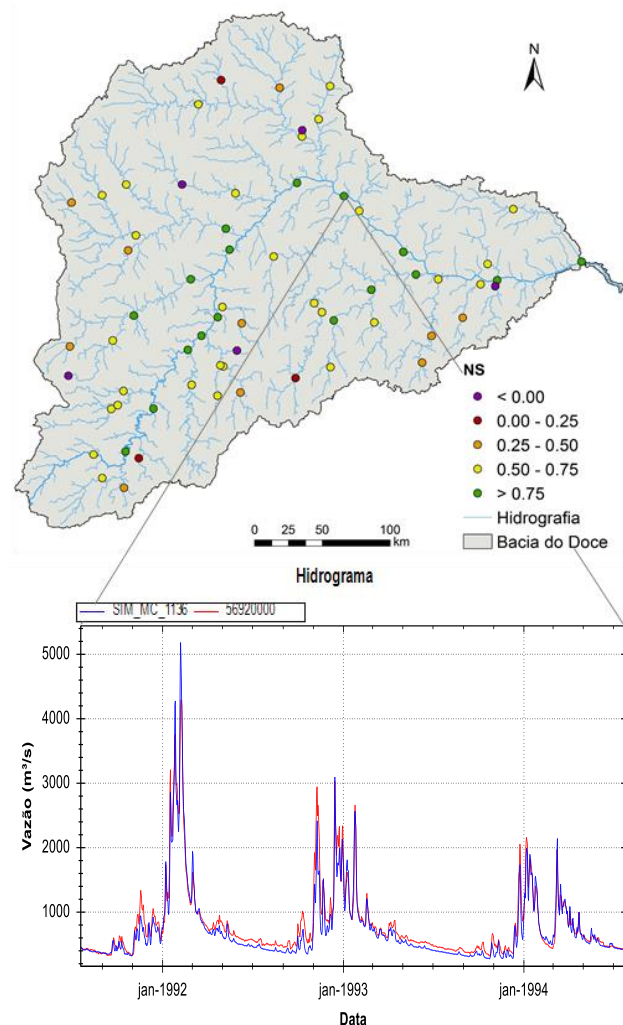 N
NS
< 0.00
0.00 - 0.25
0.25 - 0.50
0.50 - 0.75
> 0.75
Hidrografia
Bacia do Doce
0 25 50 100
km
Hidrograma
SIM_MC_1136 56920000
5000
4000
3000
2000
1000
Vazão (m³/s)
jan-1992 jan-1993 jan-1994
Data